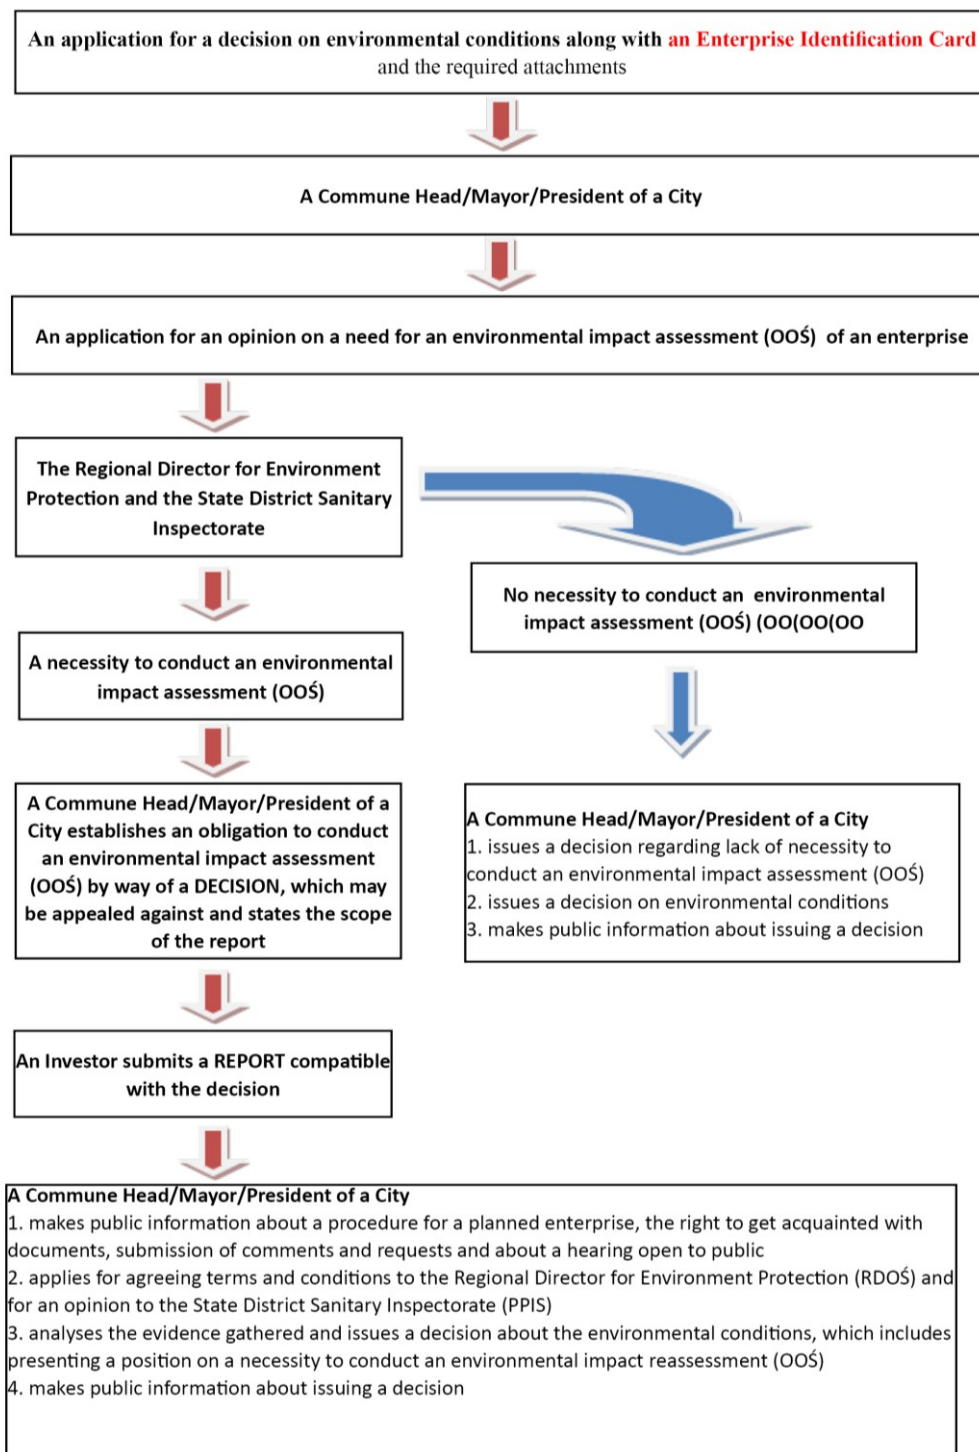 An application for a decision on environmental conditions along with an Enterprise Identification Card
and the required attachments
A Commune Head/Mayor/President of a City
An application for an opinion on a need for an environmental impact assessment (OOŚ) of an enterprise
The Regional Director for Environment
Protection and the State District Sanitary
Inspectorate
No necessity to conduct an environmental
impact assessment (OOŚ) (OO(OO(OO
A necessity to conduct an environmental
impact assessment (OOŚ)
A Commune Head/Mayor/President of a
City establishes an obligation to conduct
an environmental impact assessment
(OOŚ) by way of a DECISION, which may
be appealed against and states the scope
of the report
A Commune Head/Mayor/President of a City
1. issues a decision regarding lack of necessity to
conduct an environmental impact assessment (OOŚ)
2. issues a decision on environmental conditions
3. makes public information about issuing a decision
An Investor submits a REPORT compatible
with the decision
A Commune Head/Mayor/President of a City
1. makes public information about a procedure for a planned enterprise, the right to get acquainted with
documents, submission of comments and requests and about a hearing open to public
2. applies for agreeing terms and conditions to the Regional Director for Environment Protection (RDOŚ) and
for an opinion to the State District Sanitary Inspectorate (PPIS)
3. analyses the evidence gathered and issues a decision about the environmental conditions, which includes
presenting a position on a necessity to conduct an environmental impact reassessment (OOŚ)
4. makes public information about issuing a decision